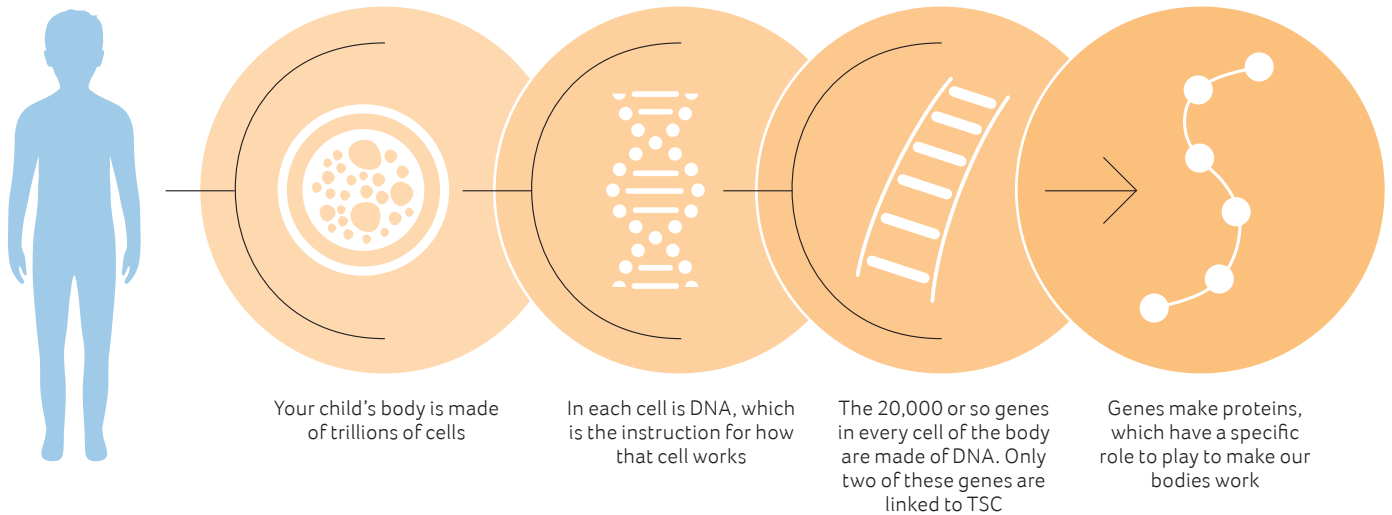 Your child’s body is made
of trillions of cells
In each cell is DNA, which
is the instruction for how
that cell works
The 20,000 or so genes
in every cell of the body
are made of DNA. Only
two of these genes are
linked to TSC
Genes make proteins,
which have a specific
role to play to make our
bodies work